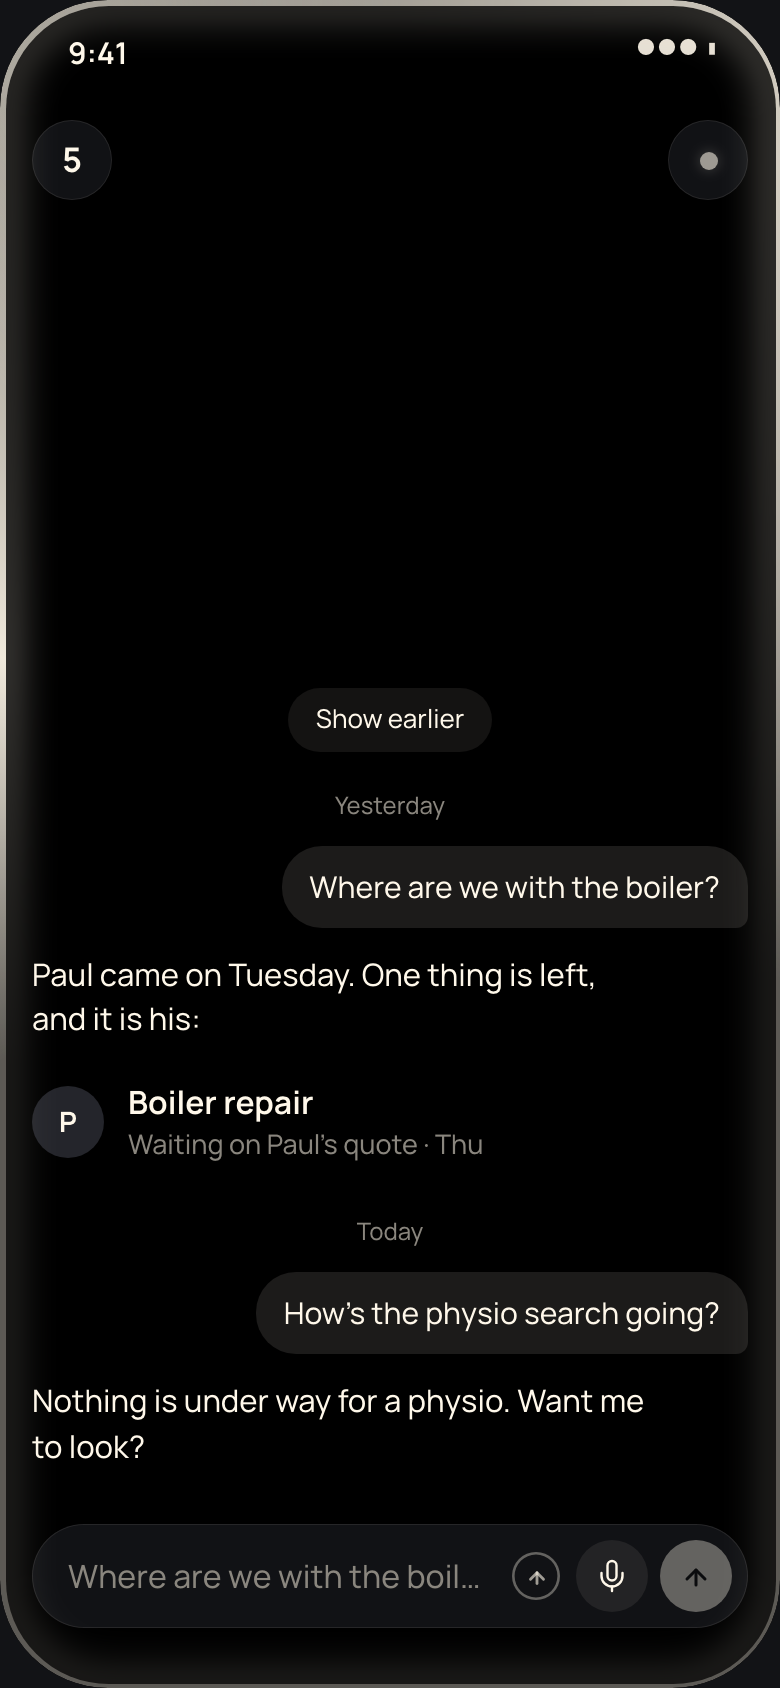 9:41
5
Show earlier
Yesterday
Where are we with the boiler?
Paul came on Tuesday. One thing is left,
and it is his:
P
Boiler repair
Waiting on Paul’s quote · Thu
Today
How’s the physio search going?
Nothing is under way for a physio. Want me
to look?
Where are we with the boil…